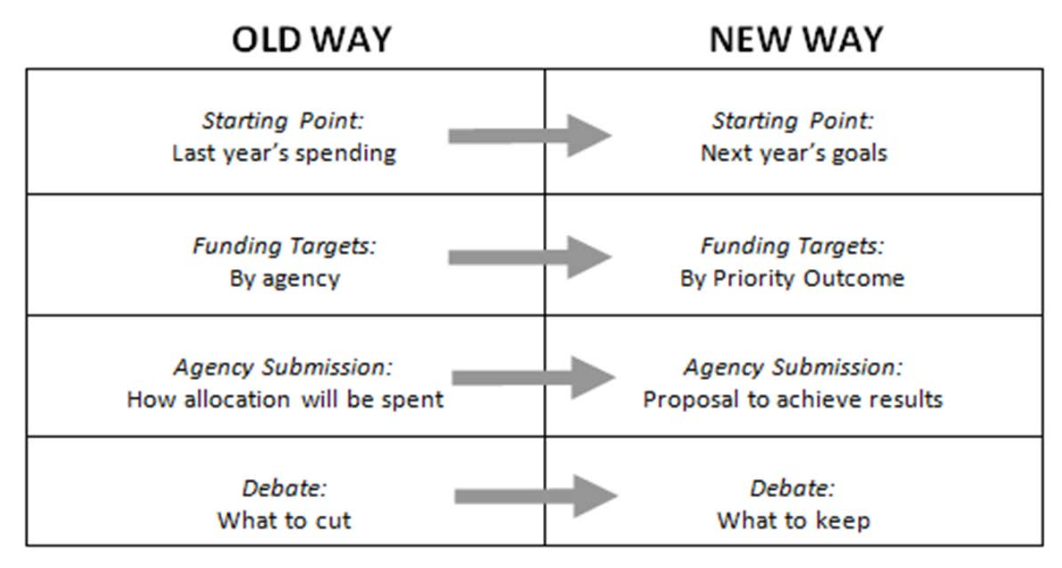 OLD WAY
NEW WAY
Starting Point:
Last year's spending
Starting Point:
Next year's goals
Funding Targets:
By agency
Funding Targets:
By Priority Outcome
Agency Submission:
How allocation will be spent
Agency Submission:
Proposal to achieve results
Debate:
What to cut
Debate:
What to keep